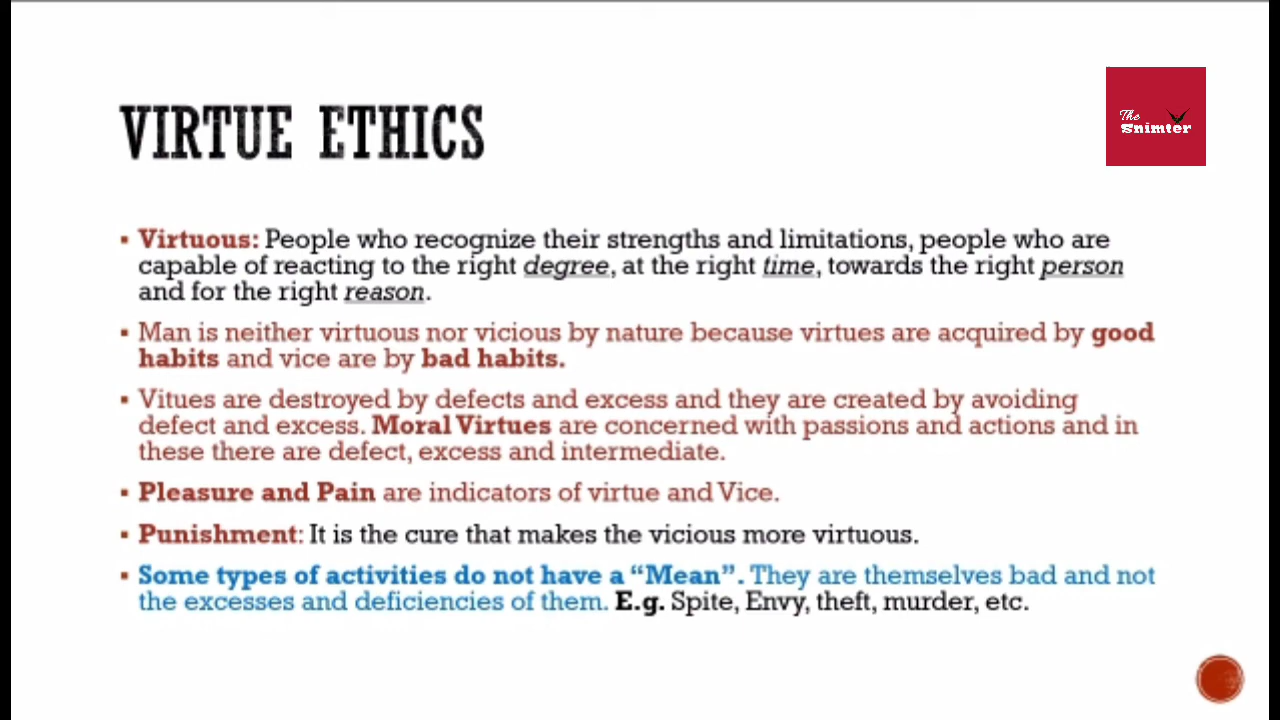 VIRTUE ETHICS
The
Snimter
▪ Virtuous: People who recognize their strengths and limitations, people who are
capable of reacting to the right degree, at the right time, towards the right person
and for the right reason.
▪ Man is neither virtuous nor vicious by nature because virtues are acquired by good
habits and vice are by bad habits.
▪ Vitues are destroyed by defects and excess and they are created by avoiding
defect and excess. Moral Virtues are concerned with passions and actions and in
these there are defect, excess and intermediate.
▪ Pleasure and Pain are indicators of virtue and Vice.
▪ Punishment: It is the cure that makes the vicious more virtuous.
▪ Some types of activities do not have a “Mean”. They are themselves bad and not
the excesses and deficiencies of them. E.g. Spite, Envy, theft, murder, etc.